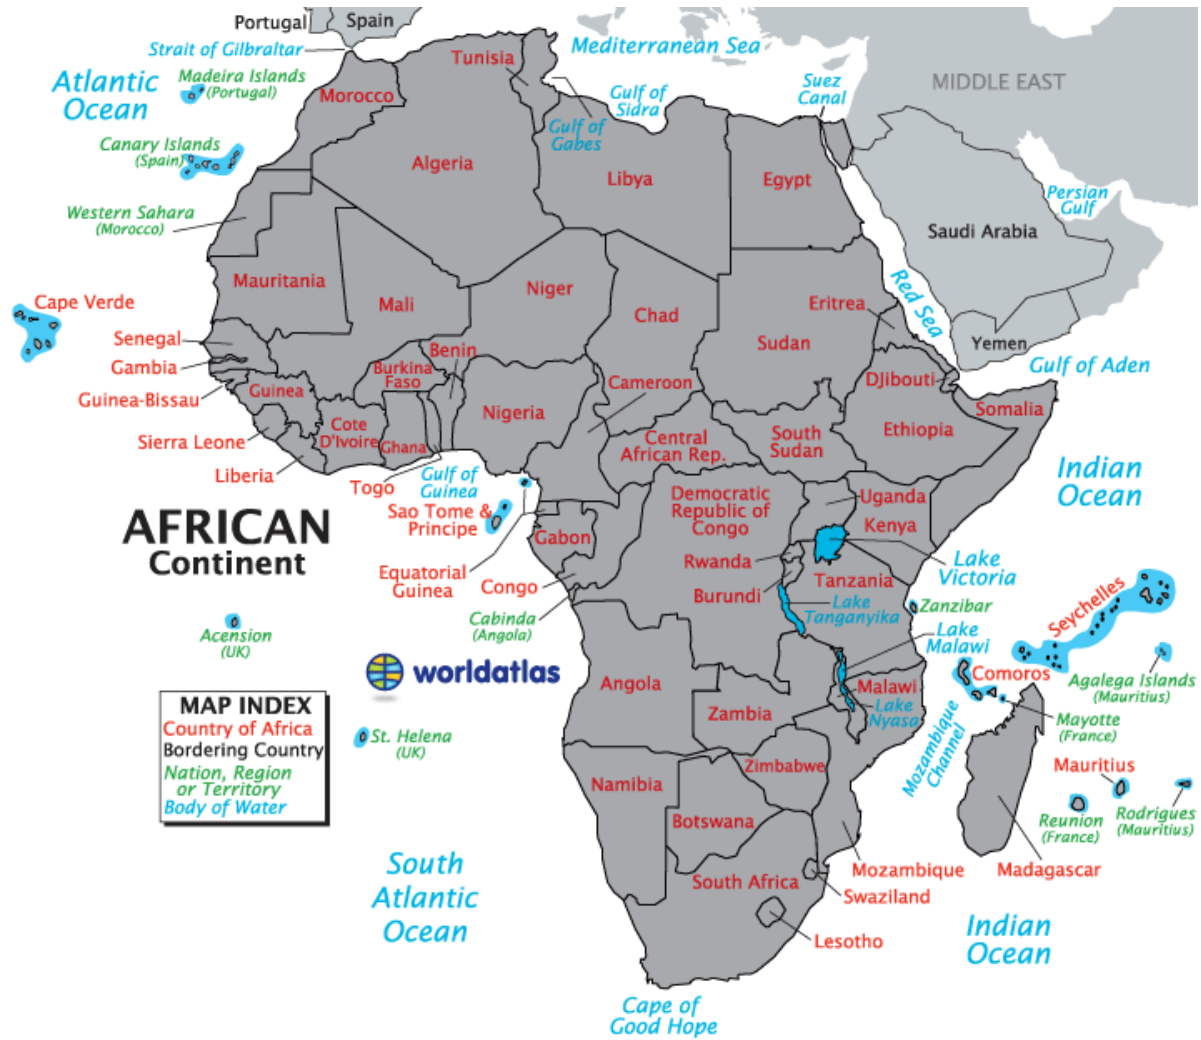 Portugal
Spain
Strait of Gilbraltar
Mediterranean Sea
Tunisia
Atlantic
Ocean
Madeira Islands
(Portugal)
Morocco
Gulf of
Sidra
Suez
Canal
MIDDLE EAST
Gulf of
Gabes
Canary Islands
(Spain)
Algeria
Libya
Egypt
Persian
Gulf
Western Sahara
(Morocco)
Saudi Arabia
Mauritania
Mali
Niger
Chad
Eritrea
Red Sea
Cape Verde
Senegal
Gambia
Guinea-Bissau
Guinea
Burkina
Faso
Benin
Cameroon
Sudan
Yemen
Gulf of Aden
DJibouti
Somalia
Sierra Leone
Liberia
Cote
D'Ivoire
Ghana
Nigeria
Central
African Rep.
South
Sudan
Ethiopia
Togo
Gulf of
Guinea
Indian
Ocean
AFRICAN
Continent
Sao Tome &
Principe
Democratic
Republic of
Congo
Uganda
Kenya
Gabon
Equatorial
Guinea
Congo
Rwanda
Burundi
Tanzania
Lake
Victoria
Cabinda
(Angola)
Lake
Tanganyika
Zanzibar
Seychelles
Acension
(UK)
Lake
Malawi
worldatlas
Angola
Zambia
Malawi
Lake
Nyasa
Comoros
Agalega Islands
(Mauritius)
MAP INDEX
Country of Africa
Bordering Country
Nation, Region
or Territory
Body of Water
St. Helena
(UK)
Mozambique
Channel
Mayotte
(France)
Namibia
Zimbabwe
Mauritius
Botswana
Reunion
(France)
Rodrigues
(Mauritius)
South
Atlantic
Ocean
South Africa
Mozambique
Swaziland
Madagascar
Lesotho
Indian
Ocean
Cape of
Good Hope